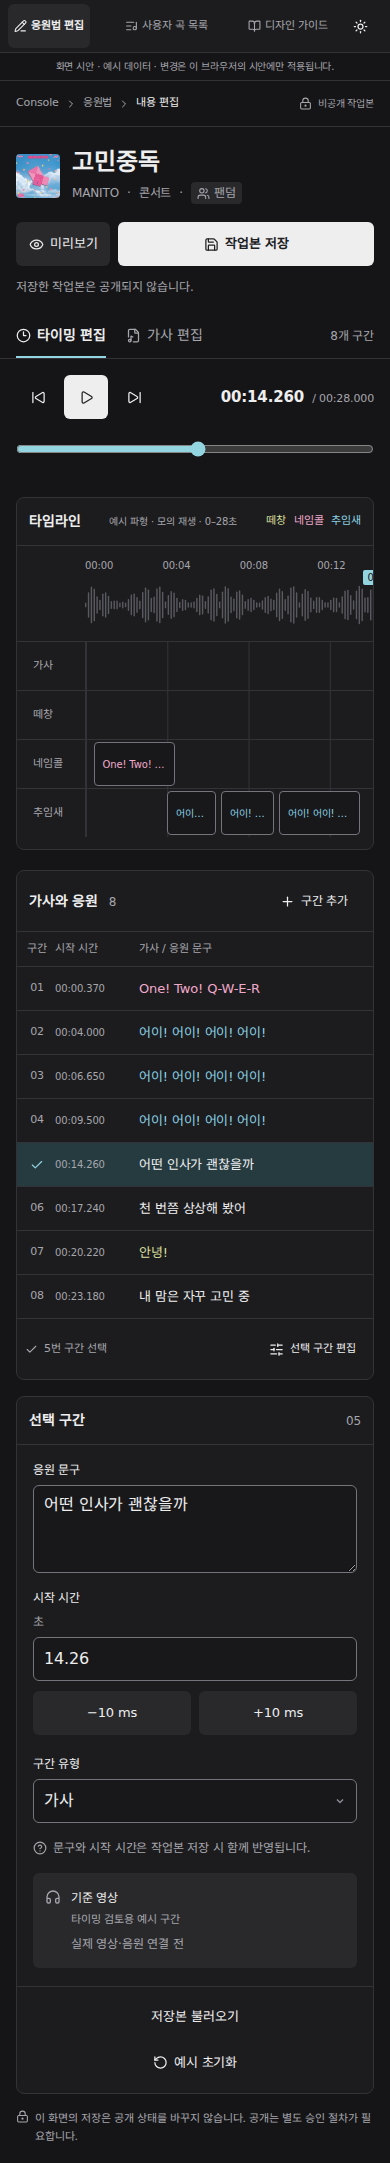 응원법 편집
사용자 곡 목록
디자인 가이드
화면 시안 · 예시 데이터 · 변경은 이 브라우저의 시안에만 적용됩니다.
Console > 응원법 > 내용 편집
비공개 작업본
고민중독
MANITO · 콘서트 · 팬덤
미리보기
작업본 저장
저장한 작업본은 공개되지 않습니다.
타이밍 편집
가사 편집
8개 구간
00:14.260 / 00:28.000
타임라인
예시 파형 · 모의 재생 · 0–28초
떼창 네임콜 추임새
00:00 00:04 00:08 00:12
가사
떼창
네임콜
One! Two! ...
추임새
어이... 어이! ... 어이! 어이! ...
가사와 응원 8
구간 추가
구간 시작 시간 가사 / 응원 문구
01 00:00.370 One! Two! Q-W-E-R
02 00:04.000 어이! 어이! 어이! 어이!
03 00:06.650 어이! 어이! 어이! 어이!
04 00:09.500 어이! 어이! 어이! 어이!
00:14.260 어떤 인사가 괜찮을까
06 00:17.240 천 번쯤 상상해 봤어
07 00:20.220 안녕!
08 00:23.180 내 맘은 자꾸 고민 중
5번 구간 선택
선택 구간 편집
선택 구간
05
응원 문구
어떤 인사가 괜찮을까
시작 시간
초
14.26
−10 ms
+10 ms
구간 유형
가사
문구와 시작 시간은 작업본 저장 시 함께 반영됩니다.
기준 영상
타이밍 검토용 예시 구간
실제 영상·음원 연결 전
저장본 불러오기
예시 초기화
이 화면의 저장은 공개 상태를 바꾸지 않습니다. 공개는 별도 승인 절차가 필
요합니다.